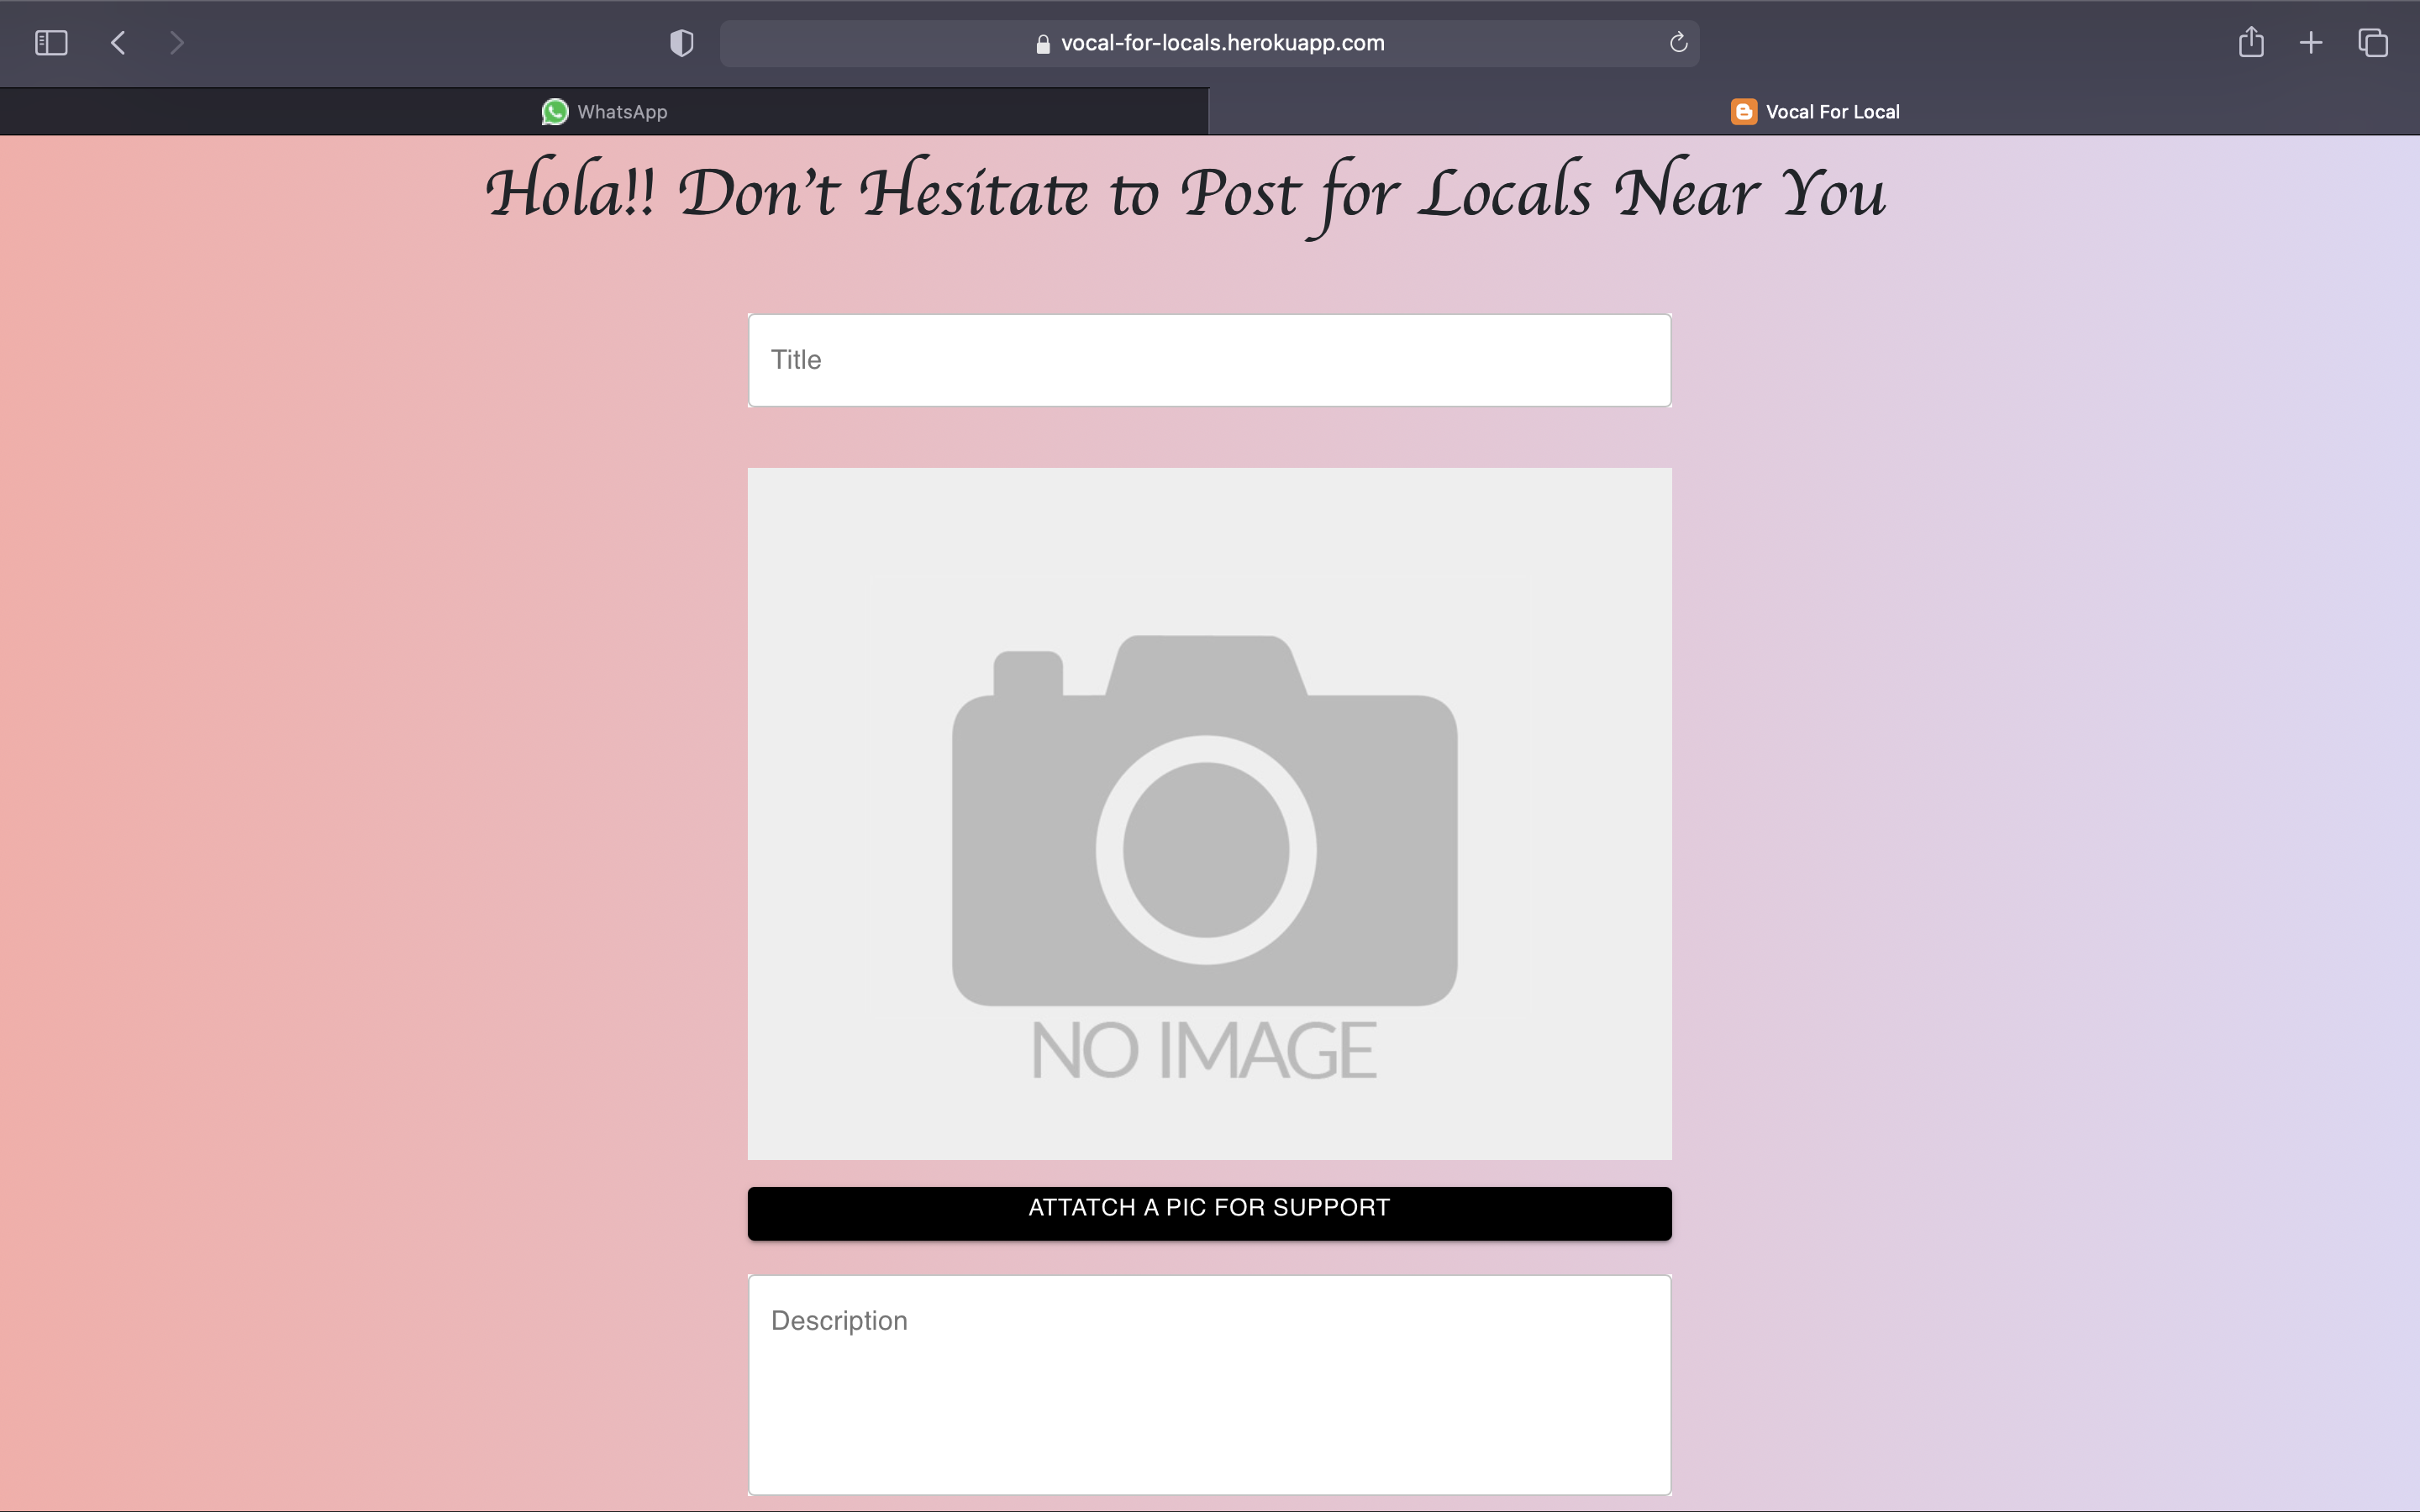 vocal-for-locals.herokuapp.com
WhatsApp
Vocal For Local
Hola!! Don't Hesitate to Post for Locals Near You
Title
NO IMAGE
ATTATCH A PIC FOR SUPPORT
Description